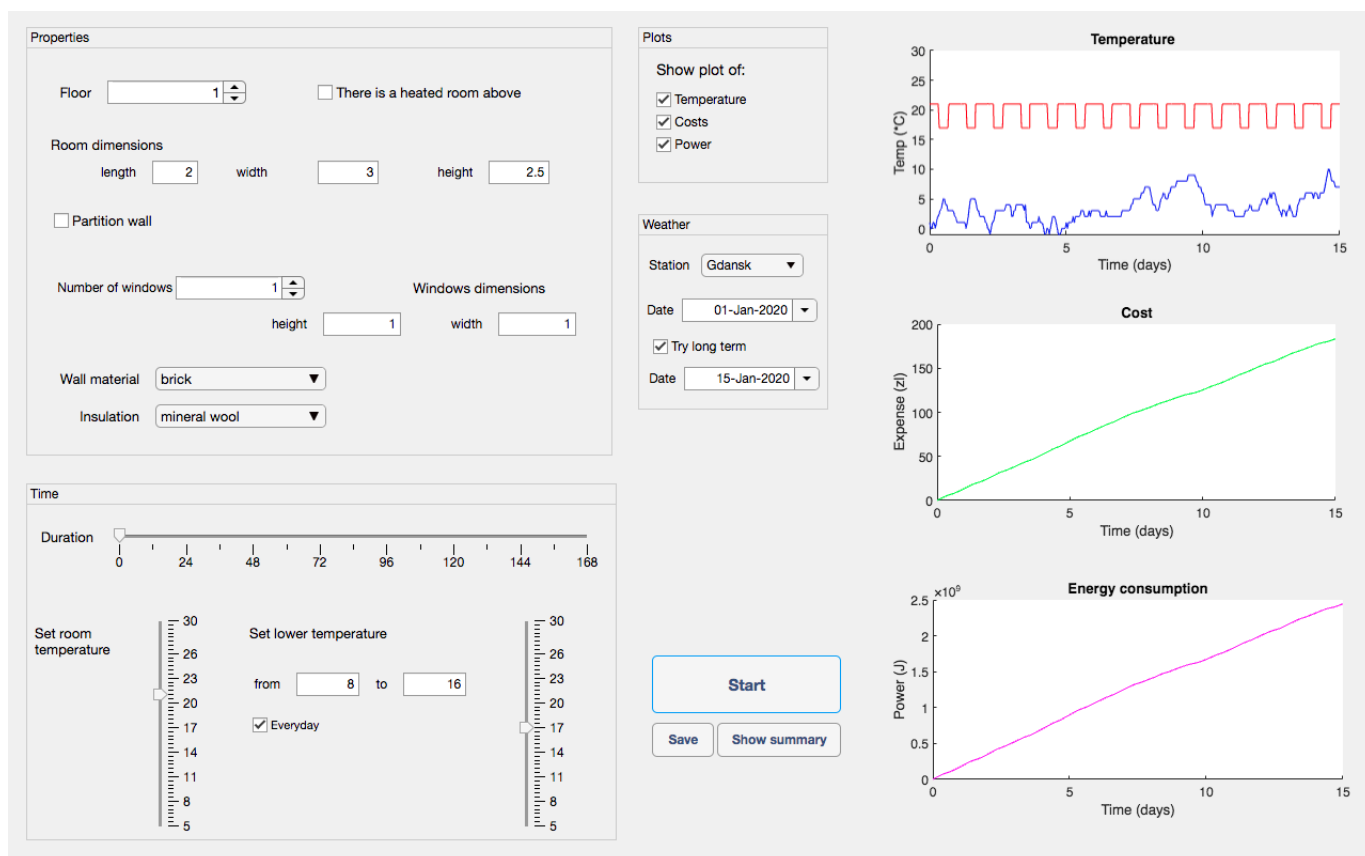 Properties
Floor 1 There is a heated room above
Room dimensions
length 2 width 3 height 2.5
Partition wall
Number of windows 1 Windows dimensions
height 1 width 1
Wall material brick
Insulation mineral wool
Time
Duration
0 24 48 72 96 120 144 168
Set room
temperature
30
26
23
20
17
14
11
8
5
Set lower temperature
from 8 to 16
Everyday
30
26
23
20
17
14
11
8
5
Plots
Show plot of:
Temperature
Costs
Power
Weather
Station Gdansk
Date 01-Jan-2020
Try long term
Date 15-Jan-2020
Start
Save Show summary
Temperature
30
25
20
15
10
5
0
Temp (°C)
0 5 10 15
Time (days)
Cost
200
150
100
50
0
Expense (zl)
0 5 10 15
Time (days)
Energy consumption
×10⁹
2.5
2
1.5
1
0.5
0
Power (J)
0 5 10 15
Time (days)